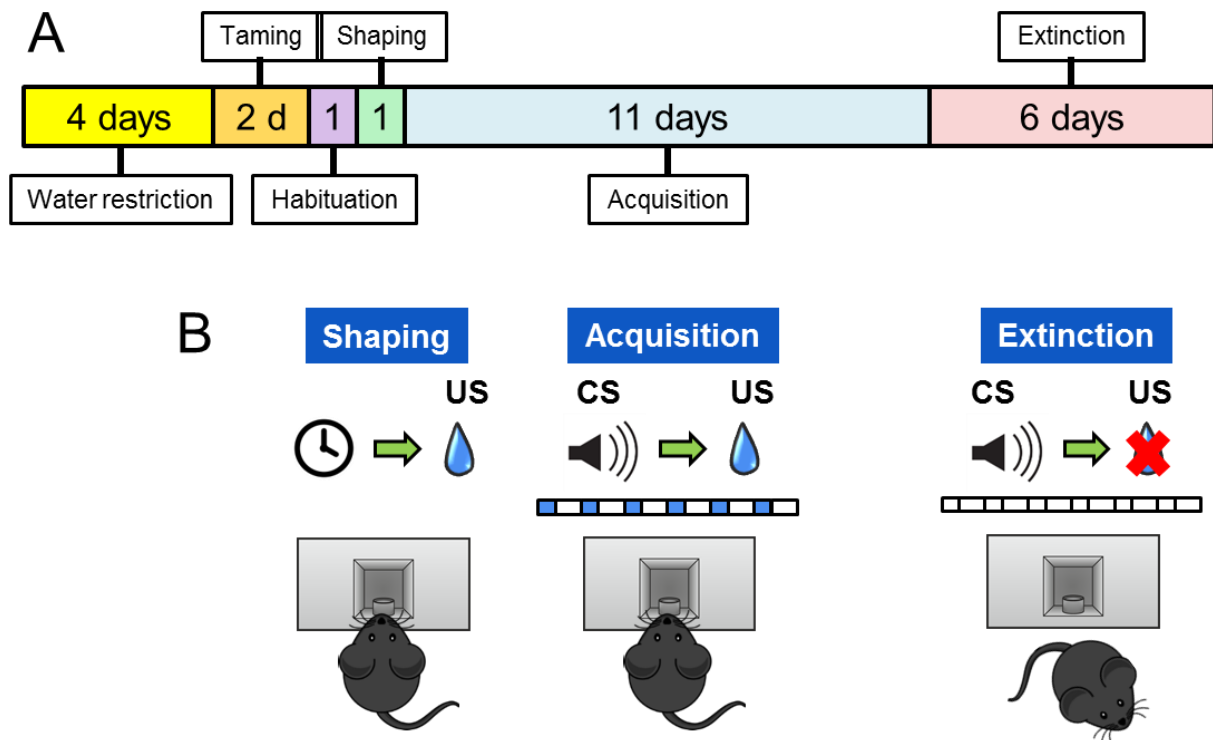 A
Taming
Shaping
Extinction
4 days
2 d
1
1
11 days
6 days
Water restriction
Habituation
Acquisition
B
Shaping
Acquisition
Extinction
US
CS
US
CS
US